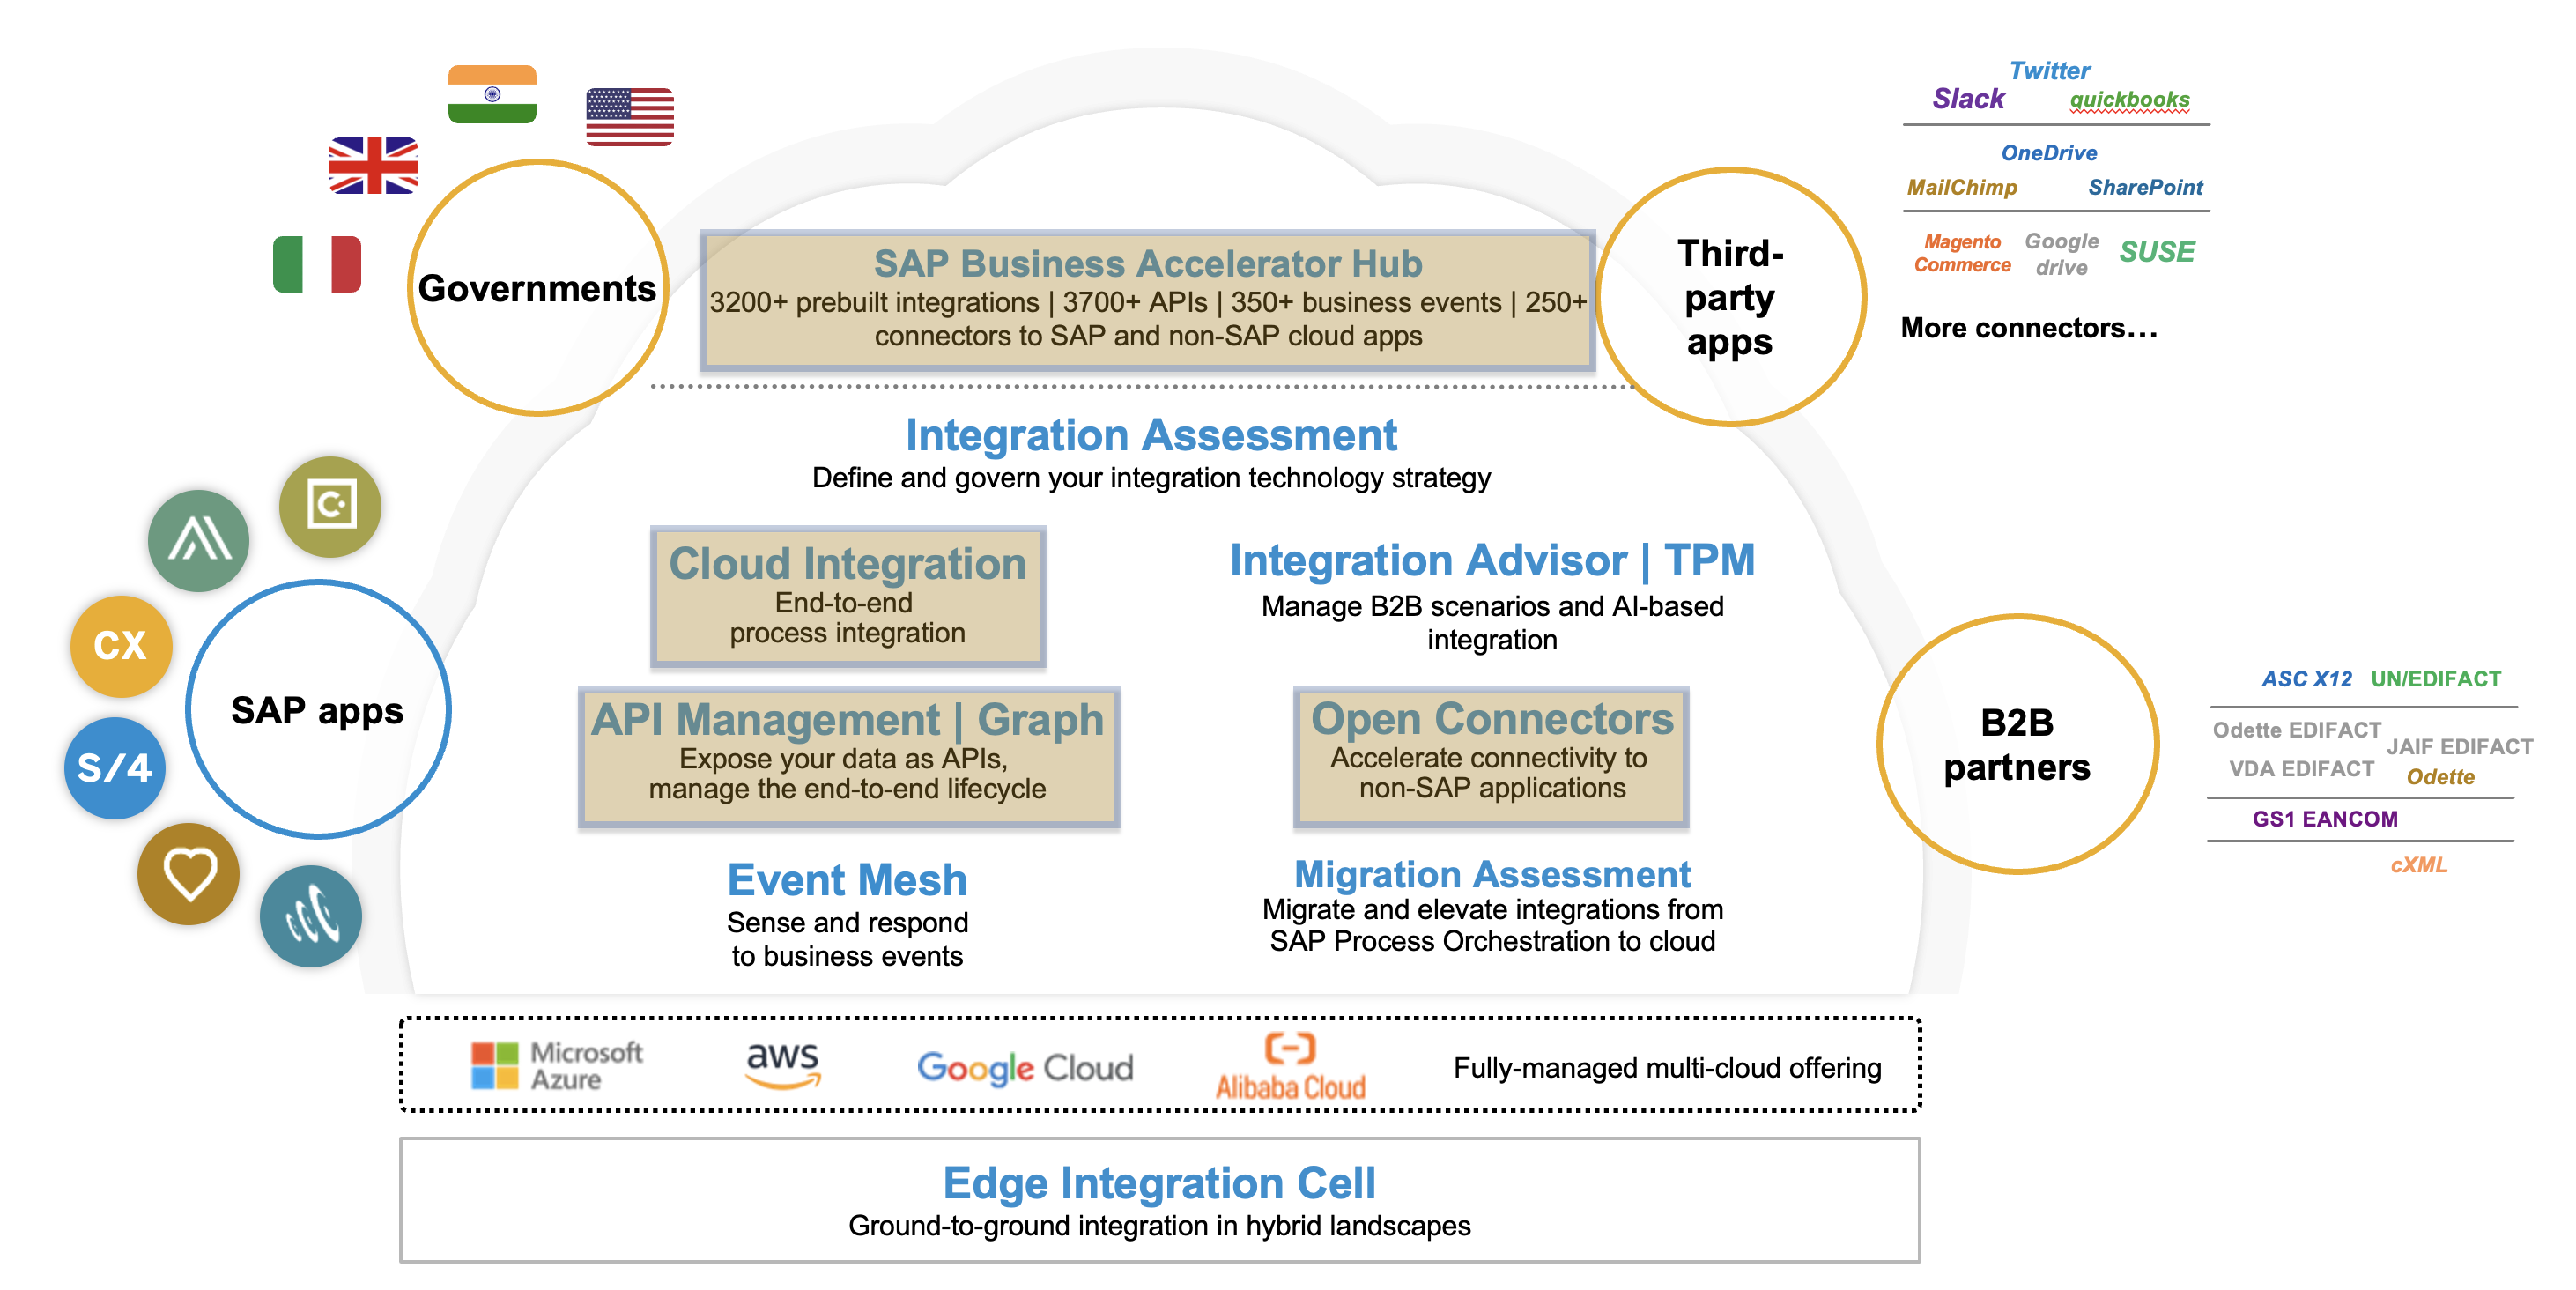 Twitter
Slack
quickbooks
OneDrive
MailChimp
SharePoint
Magento
Commerce
Google
drive
SUSE
More connectors...
Governments
Third-
party
apps
SAP Business Accelerator Hub
3200+ prebuilt integrations | 3700+ APIs | 350+ business events | 250+
connectors to SAP and non-SAP cloud apps
Integration Assessment
Define and govern your integration technology strategy
C
CX
S/4
SAP apps
Cloud Integration
End-to-end
process integration
Integration Advisor | TPM
Manage B2B scenarios and AI-based
integration
API Management | Graph
Expose your data as APIs,
manage the end-to-end lifecycle
Open Connectors
Accelerate connectivity to
non-SAP applications
Event Mesh
Sense and respond
to business events
Migration Assessment
Migrate and elevate integrations from
SAP Process Orchestration to cloud
B2B
partners
ASC X12
UN/EDIFACT
Odette EDIFACT
JAIF EDIFACT
VDA EDIFACT
Odette
GS1 EANCOM
cXML
Microsoft
Azure
aws
Google Cloud
Alibaba Cloud
Fully-managed multi-cloud offering
Edge Integration Cell
Ground-to-ground integration in hybrid landscapes